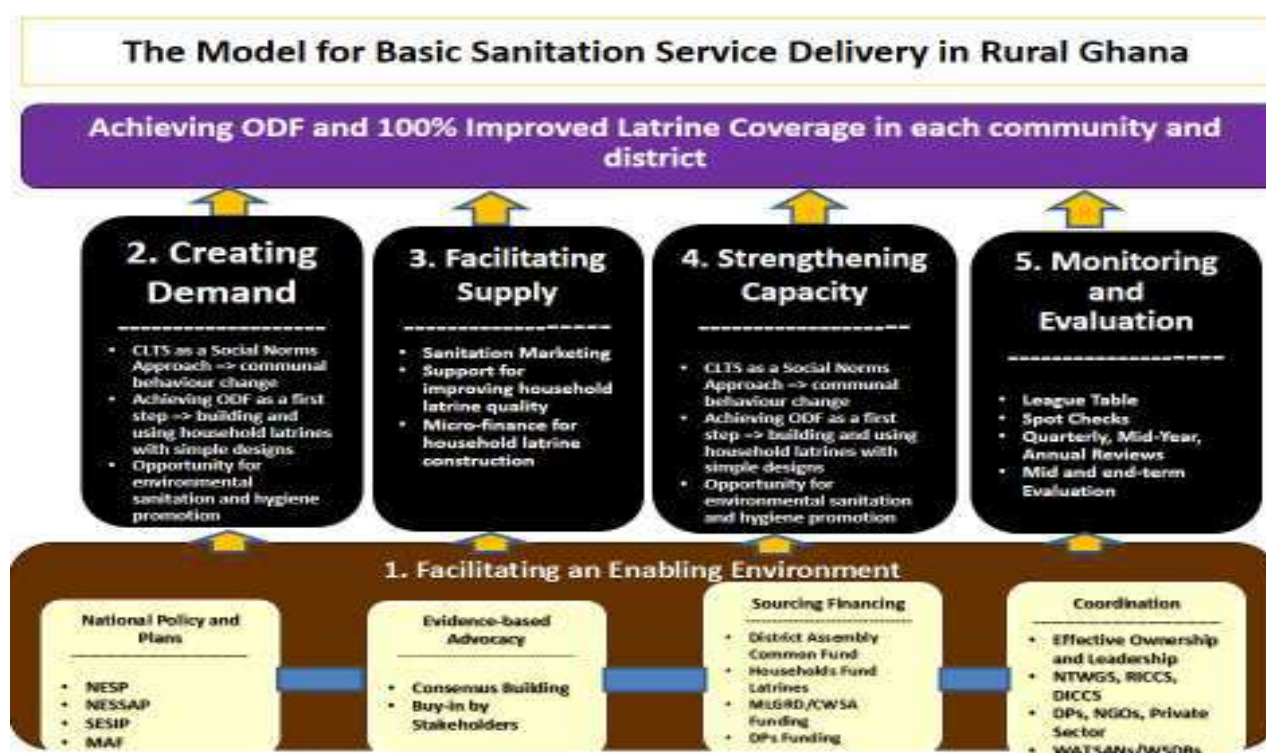 The Model for Basic Sanitation Service Delivery in Rural Ghana
Achieving ODF and 100% Improved Latrine Coverage in each community and
district
2. Creating
Demand
• CLTS as a Social Norms
Approach => communal
behaviour change
• Achieving ODF as a first
step => building and
using household latrines
with simple designs
• Opportunity for
environmental
sanitation and hygiene
promotion
3. Facilitating
Supply
• Sanitation Marketing
• Support for
improving household
latrine quality
• Micro-finance for
household latrine
construction
4. Strengthening
Capacity
• CLTS as a Social Norms
Approach => communal
behaviour change
• Achieving ODF as a first
step => building and using
household latrines with
simple designs
• Opportunity for
environmental sanitation
and hygiene promotion
5. Monitoring
and
Evaluation
• League Table
• Spot Checks
• Quarterly, Mid-Year,
Annual Reviews
• Mid and end-term
Evaluation
1. Facilitating an Enabling Environment
National Policy and
Plans
• NESP
• NESSAP
• SESIP
• MAF
Evidence-based
Advocacy
• Consensus Building
• Buy-in by
Stakeholders
Sourcing Financing
• District Assembly
Common Fund
• Households Fund
Latrines
• MLGRD/CWSA
Funding
• DPs Funding
Coordination
• Effective Ownership
and Leadership
• NTWGS, RICCS,
DICCS
• DPs, NGOs, Private
Sector
• WATSANs/WSDBs